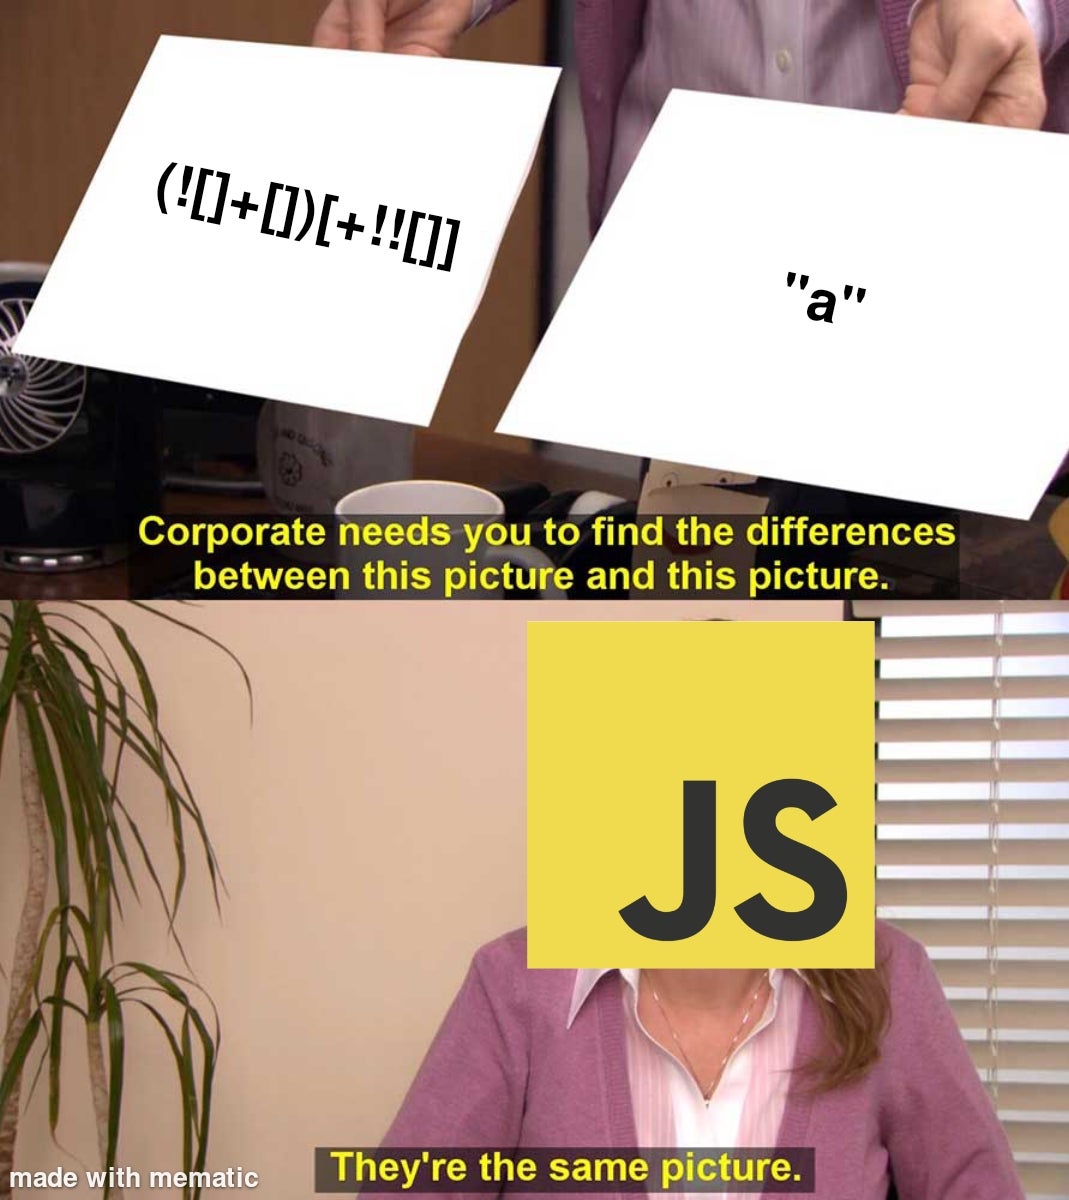 (![]+[])[+!![]]
"a"
Corporate needs you to find the differences
between this picture and this picture.
JS
They're the same picture.
made with mematic